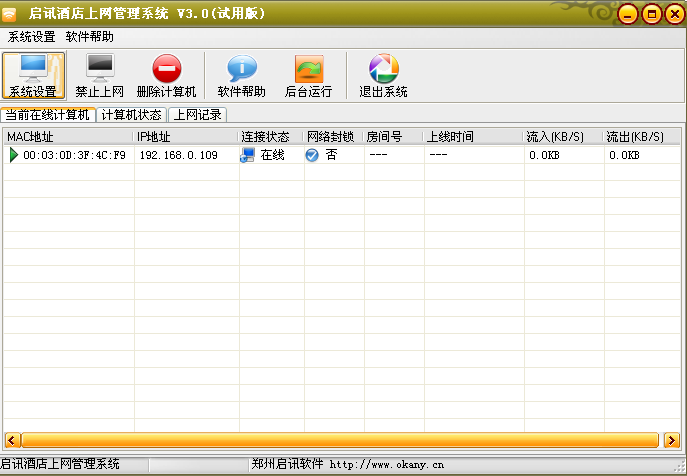 启讯酒店上网管理系统 V3.0(试用版)
系统设置 软件帮助
系统设置 禁止上网 删除计算机 软件帮助 后台运行 退出系统
当前在线计算机 计算机状态 上网记录
MAC地址 IP地址 连接状态 网络封锁 房间号 上线时间 流入(KB/S) 流出(KB/S)
00:03:0D:3F:4C:F9 192.168.0.109 在线 否 --- --- 0.0KB 0.0KB
启讯酒店上网管理系统 郑州启讯软件 http://www.okany.cn